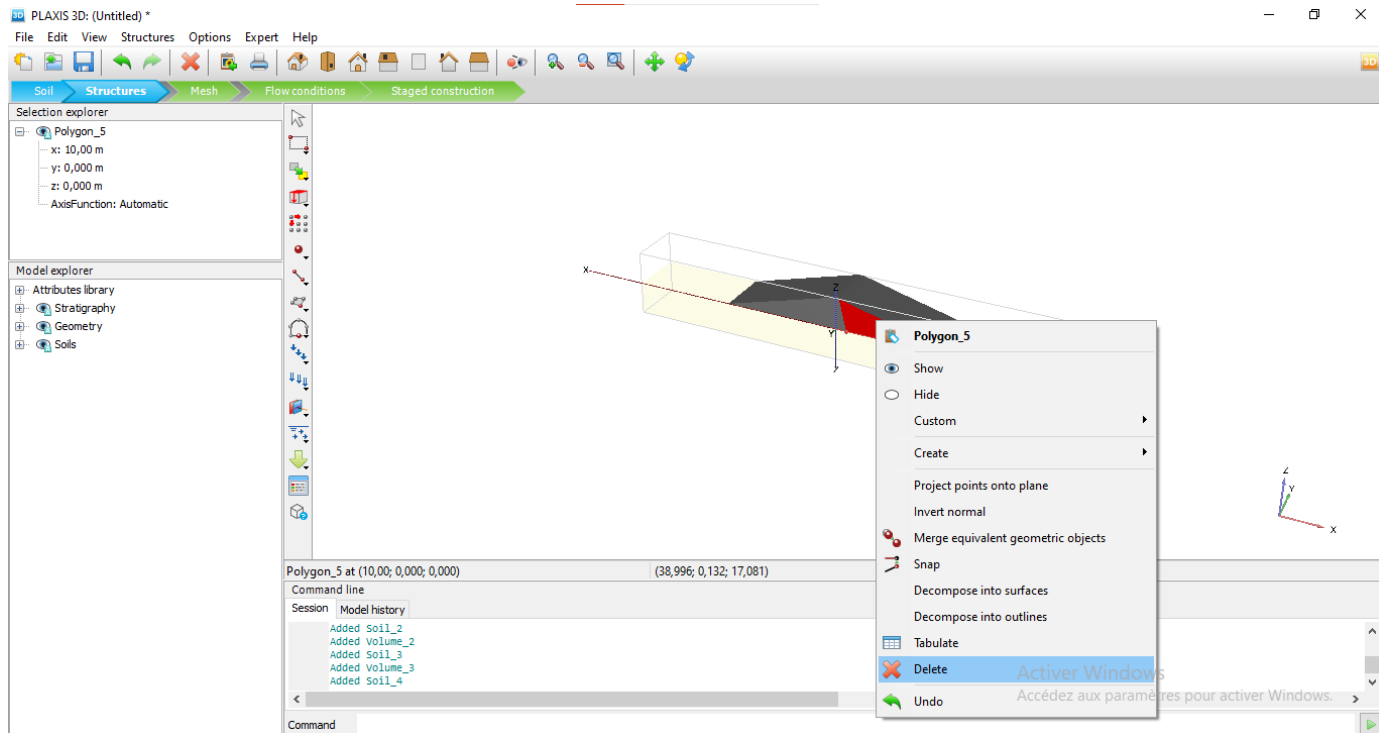 3D PLAXIS 3D: (Untitled) *
File Edit View Structures Options Expert Help
3D
Soil Structures Mesh Flow conditions Staged construction
Selection explorer
Polygon_5
x: 10,00 m
y: 0,000 m
z: 0,000 m
AxisFunction: Automatic
Model explorer
Attributes library
Stratigraphy
Geometry
Soils
X
Z
Y
Z
Y
X
Polygon_5
Show
Hide
Custom
Create
Project points onto plane
Invert normal
Merge equivalent geometric objects
Snap
Decompose into surfaces
Decompose into outlines
Tabulate
Delete
Undo
Activer Windows
Accédez aux paramètres pour activer Windows.
Polygon_5 at (10,00; 0,000; 0,000)
(38,996; 0,132; 17,081)
Command line
Session Model history
Added Soil_2
Added Volume_2
Added Soil_3
Added Volume_3
Added Soil_4
Command